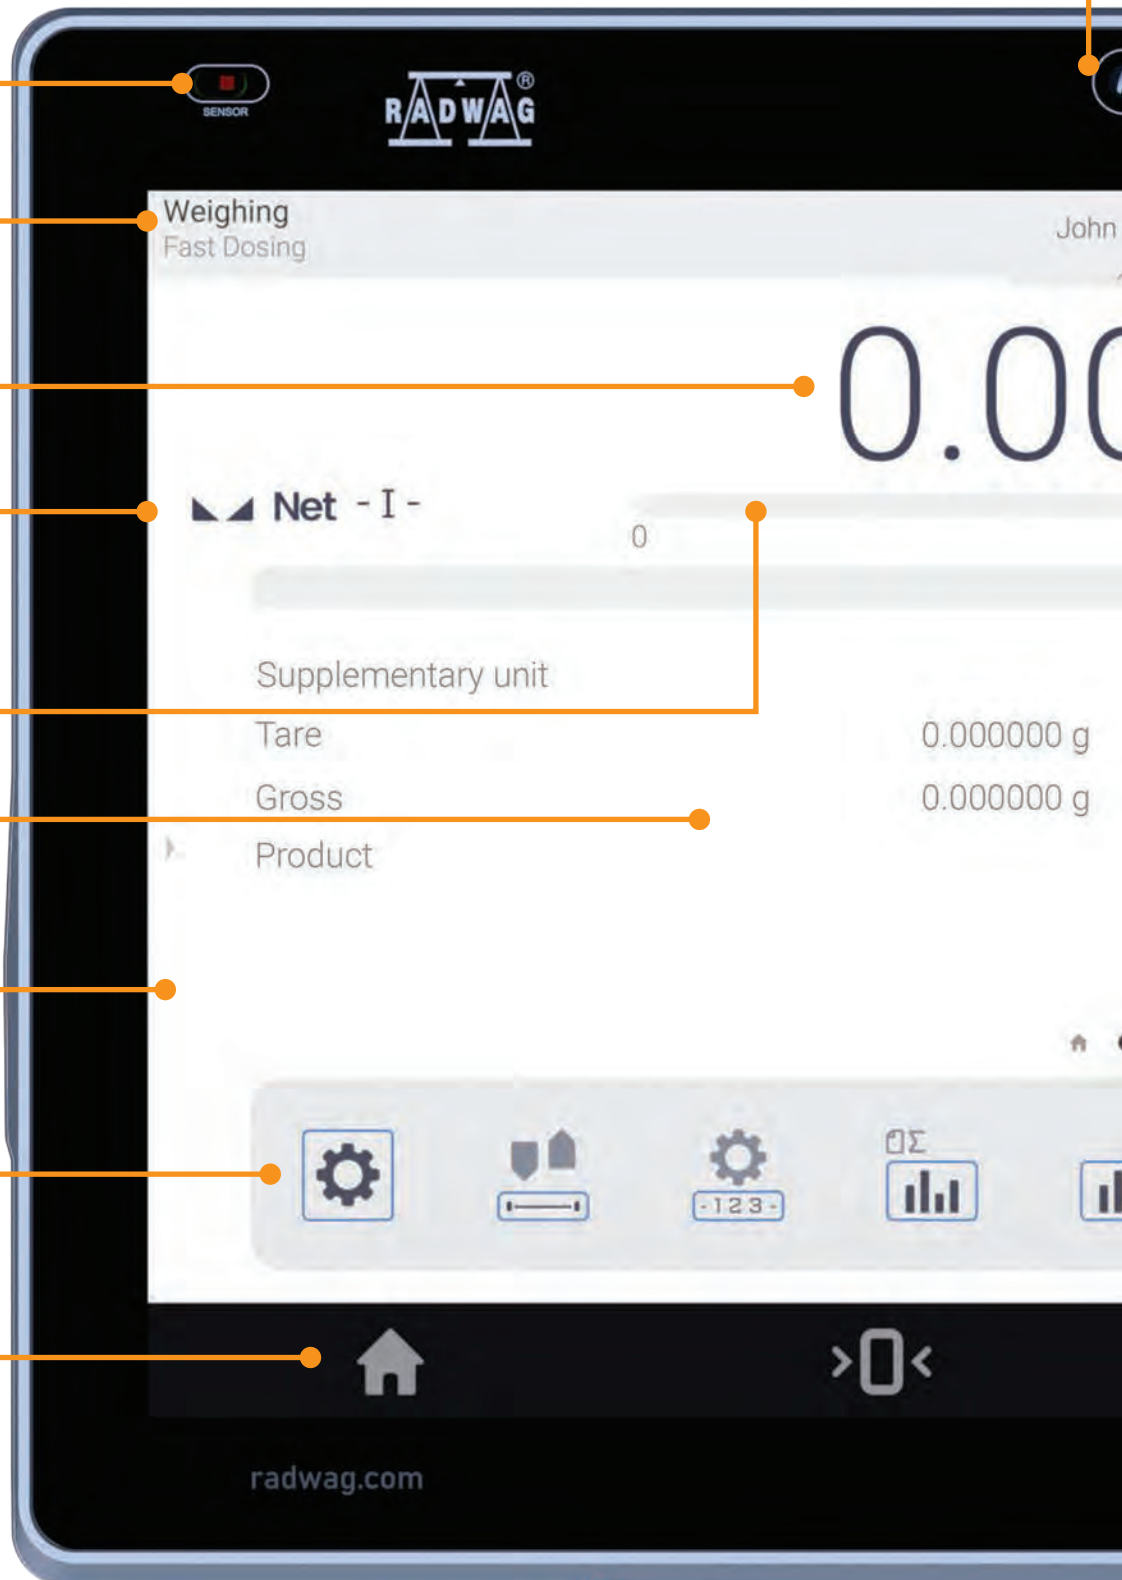 SENSOR
RADWAG®
Weighing
Fast Dosing
John
0.00
Net -I-
0
Supplementary unit
Tare 0.000000 g
Gross 0.000000 g
Product
Σ
-123-
>0<
radwag.com